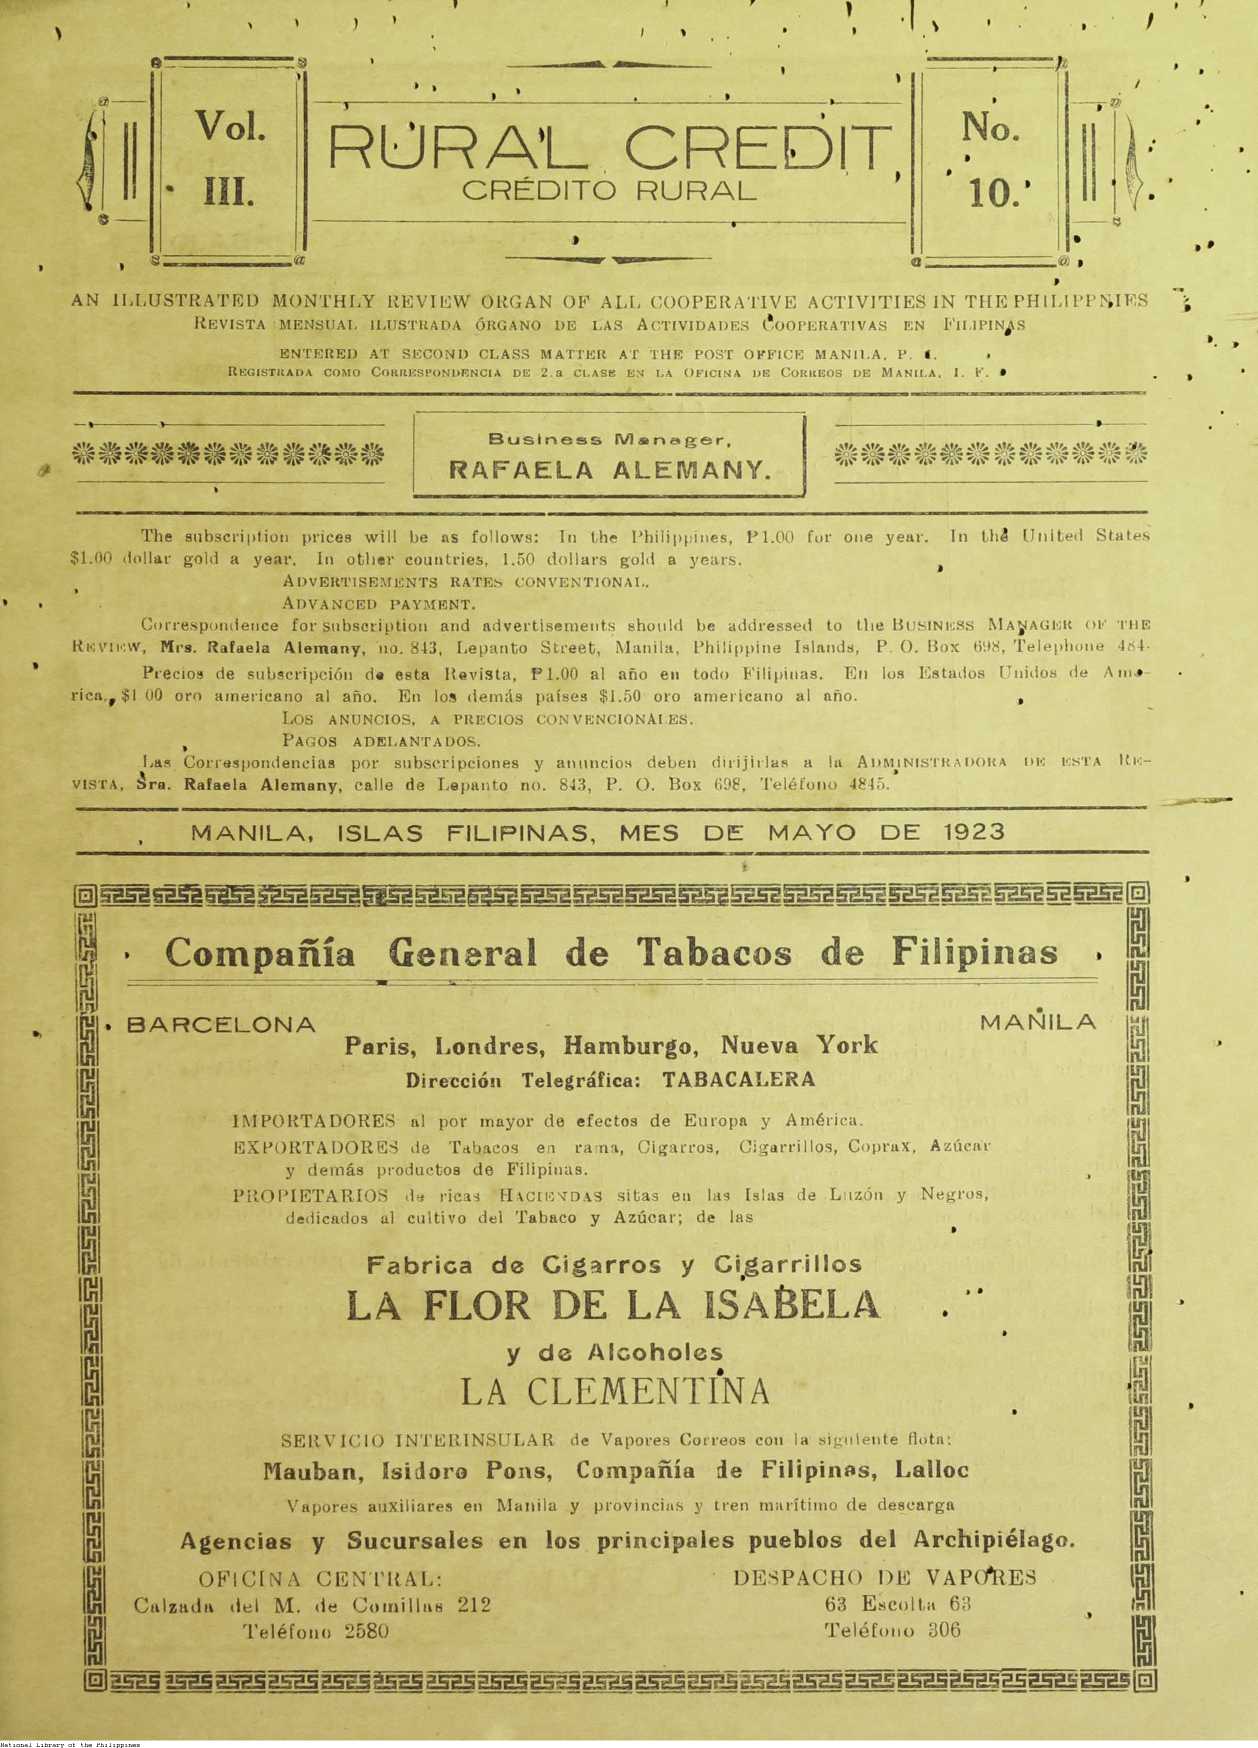 Vol.
III.
RURAL CREDIT
CRÉDITO RURAL
No.
10.
AN ILLUSTRATED MONTHLY REVIEW ORGAN OF ALL COOPERATIVE ACTIVITIES IN THE PHILIPPNIES
REVISTA MENSUAL ILUSTRADA ÓRGANO DE LAS ACTIVIDADES COOPERATIVAS EN FILIPINAS
ENTERED AT SECOND CLASS MATTER AT THE POST OFFICE MANILA, P. I.
REGISTRADA COMO CORRESPONDENCIA DE 2.a CLASE EN LA OFICINA DE CORREOS DE MANILA, I. F.
Business Manager,
RAFAELA ALEMANY.
The subscription prices will be as follows: In the Philippines, ₱1.00 for one year. In the United States
$1.00 dollar gold a year. In other countries, 1.50 dollars gold a years.
ADVERTISEMENTS RATES CONVENTIONAL.
ADVANCED PAYMENT.
Correspondence for subscription and advertisements should be addressed to the BUSINESS MANAGER OF THE
REVIEW, Mrs. Rafaela Alemany, no. 843, Lepanto Street, Manila, Philippine Islands, P. O. Box 698, Telephone 484-
Precios de subscripción de esta Revista, ₱1.00 al año en todo Filipinas. En los Estados Unidos de Ame-
rica, $1 00 oro americano al año. En los demás países $1.50 oro americano al año.
LOS ANUNCIOS, A PRECIOS CONVENCIONALES.
PAGOS ADELANTADOS.
Las Correspondencias por subscripciones y anuncios deben dirijirlas a la ADMINISTRADORA DE ESTA RE-
VISTA, Sra. Rafaela Alemany, calle de Lepanto no. 843, P. O. Box 698, Teléfono 4845.
MANILA, ISLAS FILIPINAS, MES DE MAYO DE 1923
Compañía General de Tabacos de Filipinas
BARCELONA
MANILA
Paris, Londres, Hamburgo, Nueva York
Dirección Telegráfica: TABACALERA
IMPORTADORES al por mayor de efectos de Europa y América.
EXPORTADORES de Tabacos en rama, Cigarros, Cigarrillos, Coprax, Azúcar
y demás productos de Filipinas.
PROPIETARIOS de ricas HACIENDAS sitas en las Islas de Luzón y Negros,
dedicados al cultivo del Tabaco y Azúcar; de las
Fabrica de Cigarros y Cigarrillos
LA FLOR DE LA ISABELA
y de Alcoholes
LA CLEMENTINA
SERVICIO INTERINSULAR de Vapores Correos con la siguiente flota:
Mauban, Isidoro Pons, Compañía de Filipinas, Lalloc
Vapores auxiliares en Manila y provincias y tren marítimo de descarga
Agencias y Sucursales en los principales pueblos del Archipiélago.
OFICINA CENTRAL:
Calzada del M. de Comillas 212
Teléfono 2580
DESPACHO DE VAPORES
63 Escolta 63
Teléfono 306
National Library of the Philippines